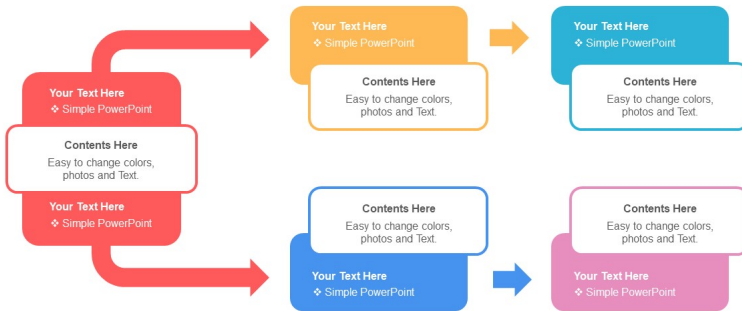 Your Text Here
❖ Simple PowerPoint
Contents Here
Easy to change colors,
photos and Text.
Your Text Here
❖ Simple PowerPoint
Your Text Here
❖ Simple PowerPoint
Contents Here
Easy to change colors,
photos and Text.
Your Text Here
❖ Simple PowerPoint
Contents Here
Easy to change colors,
photos and Text.
Contents Here
Easy to change colors,
photos and Text.
Your Text Here
❖ Simple PowerPoint
Contents Here
Easy to change colors,
photos and Text.
Your Text Here
❖ Simple PowerPoint